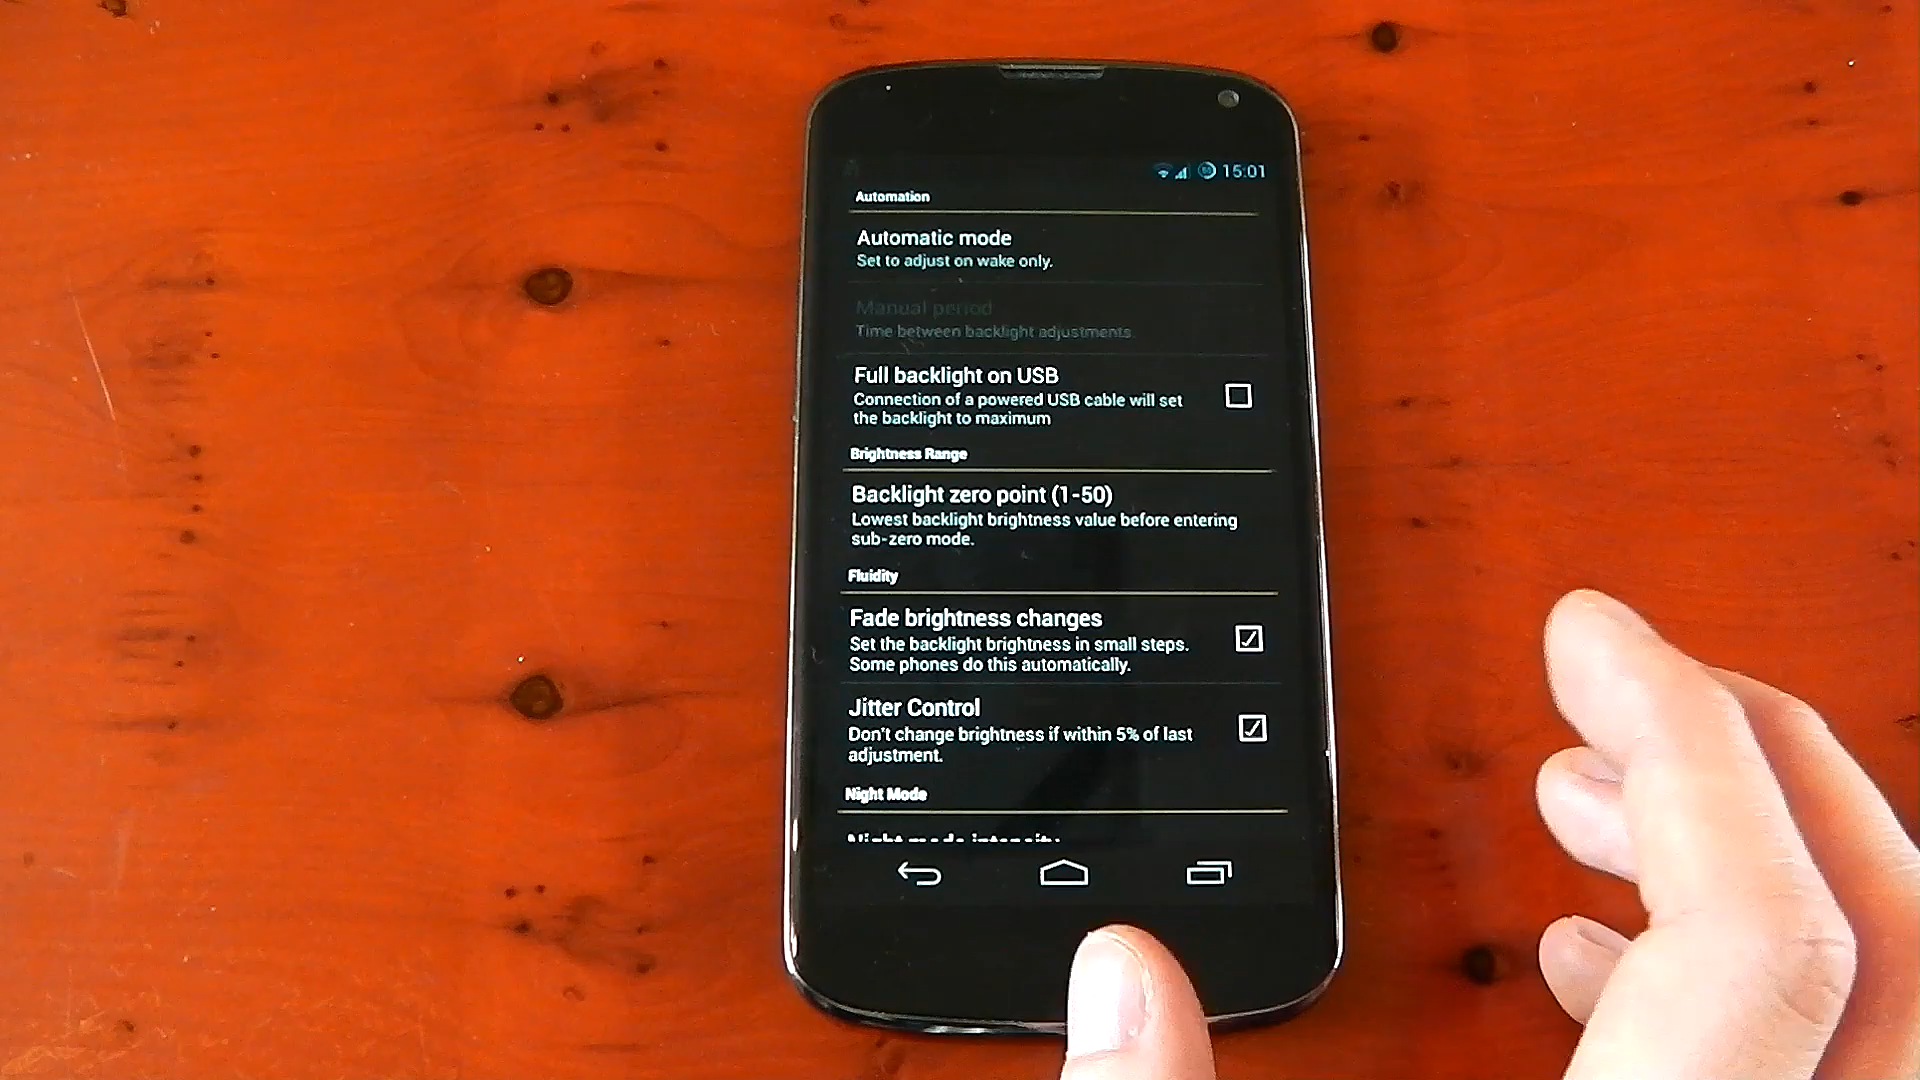 15:01
Automation
Automatic mode
Set to adjust on wake only.
Manual period
Time between backlight adjustments.
Full backlight on USB
Connection of a powered USB cable will set
the backlight to maximum
Brightness Range
Backlight zero point (1-50)
Lowest backlight brightness value before entering
sub-zero mode.
Fluidity
Fade brightness changes
Set the backlight brightness in small steps.
Some phones do this automatically.
Jitter Control
Don't change brightness if within 5% of last
adjustment.
Night Mode
Night mode intensity